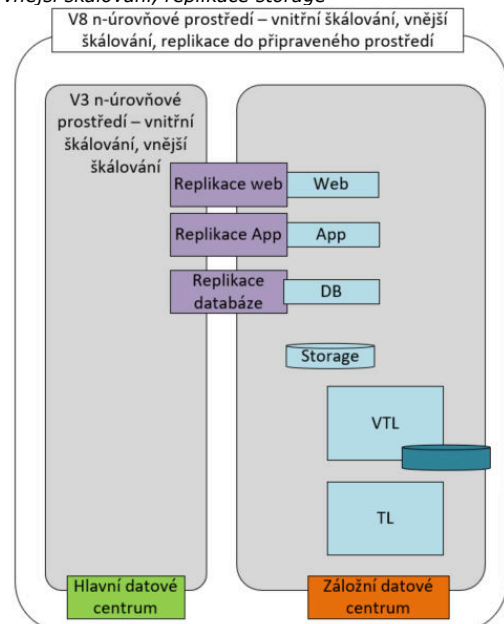 vnější škálování, replikace storage
V8 n-úrovňové prostředí – vnitřní škálování, vnější
škálování, replikace do připraveného prostředí
V3 n-úrovňové
prostředí – vnitřní
škálování, vnější
škálování
Replikace web
Web
Replikace App
App
Replikace
databáze
DB
Storage
VTL
TL
Hlavní datové
centrum
Záložní datové
centrum